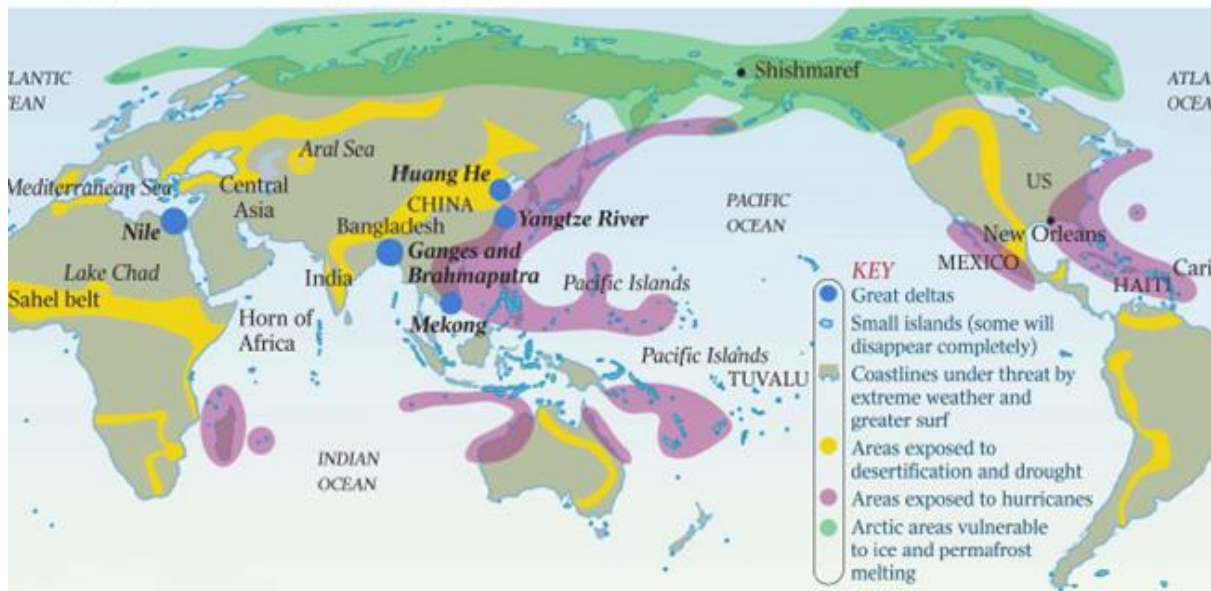 LANTIC
EAN
Shishmaref
ATLA
OCEA
Aral Sea
Mediterranean Sea
Central
Asia
Huang He
CHINA
Bangladesh
Yangtze River
Nile
Ganges and
Brahmaputra
India
Lake Chad
Sahel belt
Horn of
Africa
Mekong
Pacific Islands
Pacific Islands
TUVALU
PACIFIC
OCEAN
INDIAN
OCEAN
US
New Orleans
MEXICO
HAITI
Cari
KEY
Great deltas
Small islands (some will
disappear completely)
Coastlines under threat by
extreme weather and
greater surf
Areas exposed to
desertification and drought
Areas exposed to hurricanes
Arctic areas vulnerable
to ice and permafrost
melting